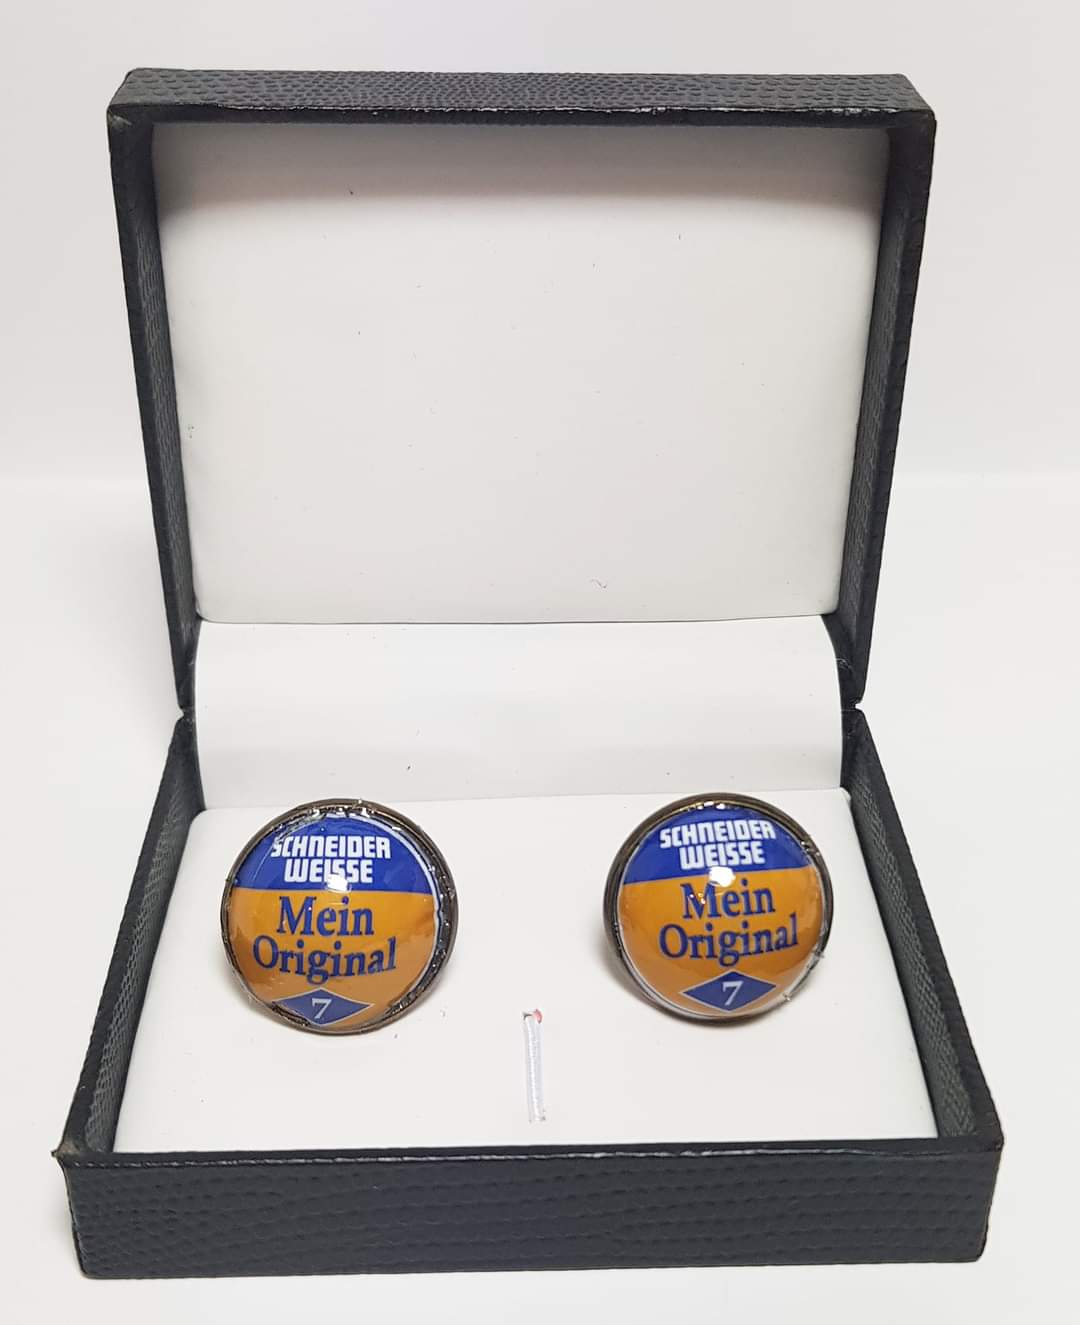 SCHNEIDER
WEISSE
Mein
Original
7
SCHNEIDER
WEISSE
Mein
Original
7